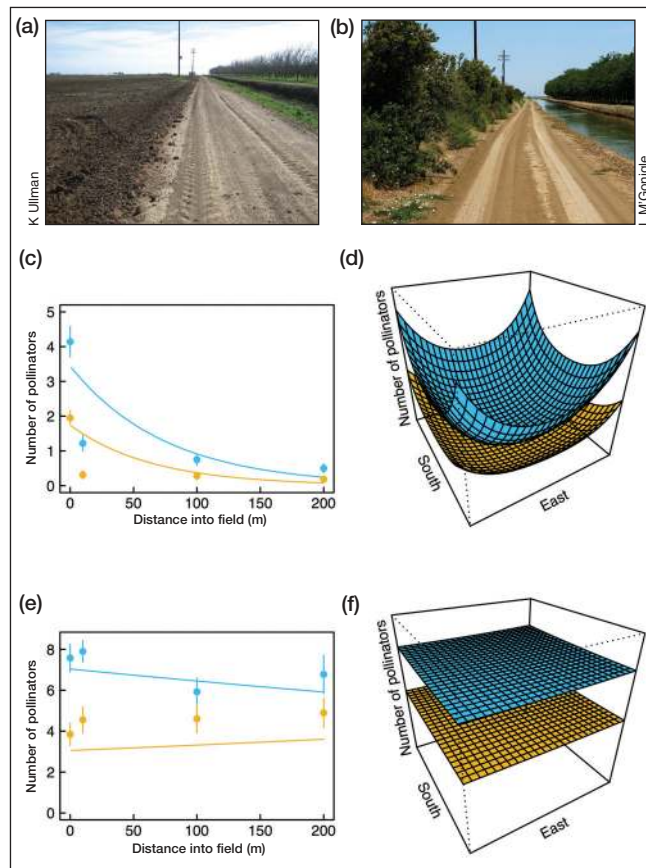 (a)
(b)
K Ullman
L M'Gonigle
(c)
(d)
Number of pollinators
5
4
3
2
1
0
0
50
100
150
200
Distance into field (m)
Number of pollinators
South
East
(e)
(f)
Number of pollinators
8
6
4
2
0
0
50
100
150
200
Distance into field (m)
Number of pollinators
South
East